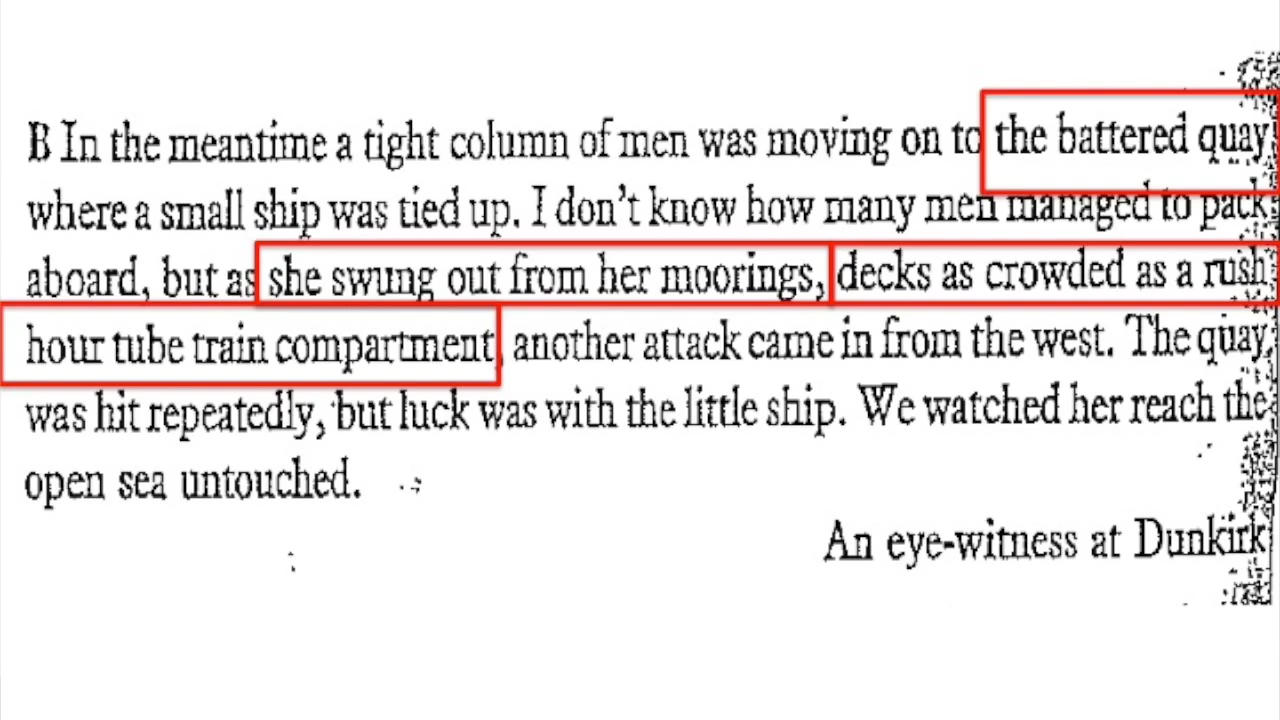 B In the meantime a tight column of men was moving on to the battered quay
where a small ship was tied up. I don't know how many men managed to pack
aboard, but as she swung out from her moorings, decks as crowded as a rush
hour tube train compartment, another attack came in from the west. The quay
was hit repeatedly, but luck was with the little ship. We watched her reach the
open sea untouched.
An eye-witness at Dunkirk